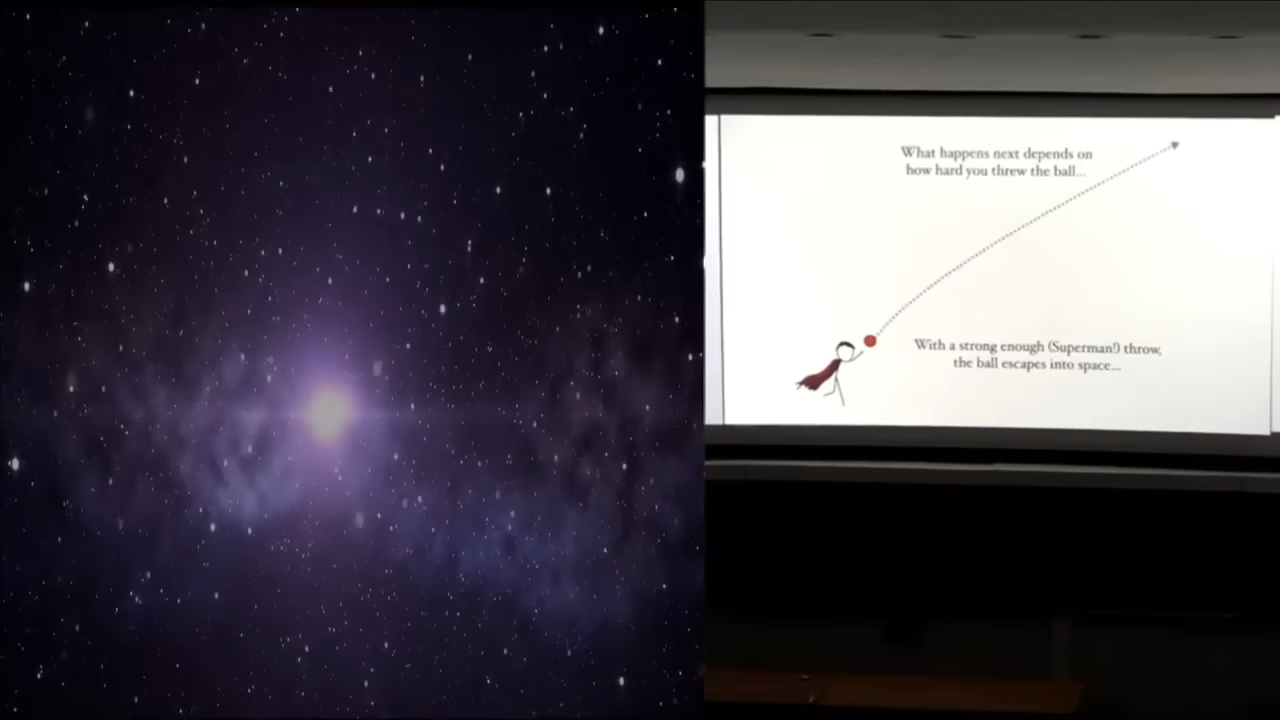 What happens next depends on
how hard you threw the ball...
With a strong enough (Superman!) throw,
the ball escapes into space...